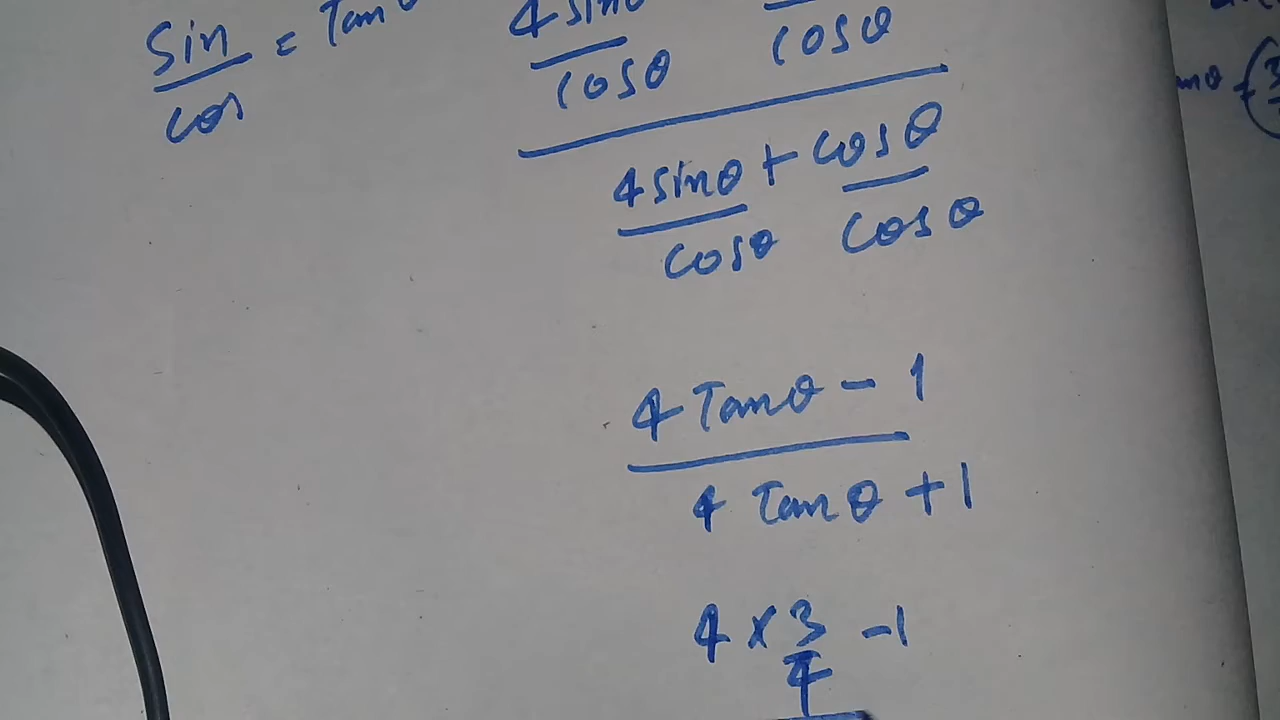 sin/cos = Tan
4 sinθ/cosθ cosθ
4 sinθ/cosθ + cosθ/cosθ
4 Tanθ - 1
4 Tanθ + 1
4 × 3/4 - 1